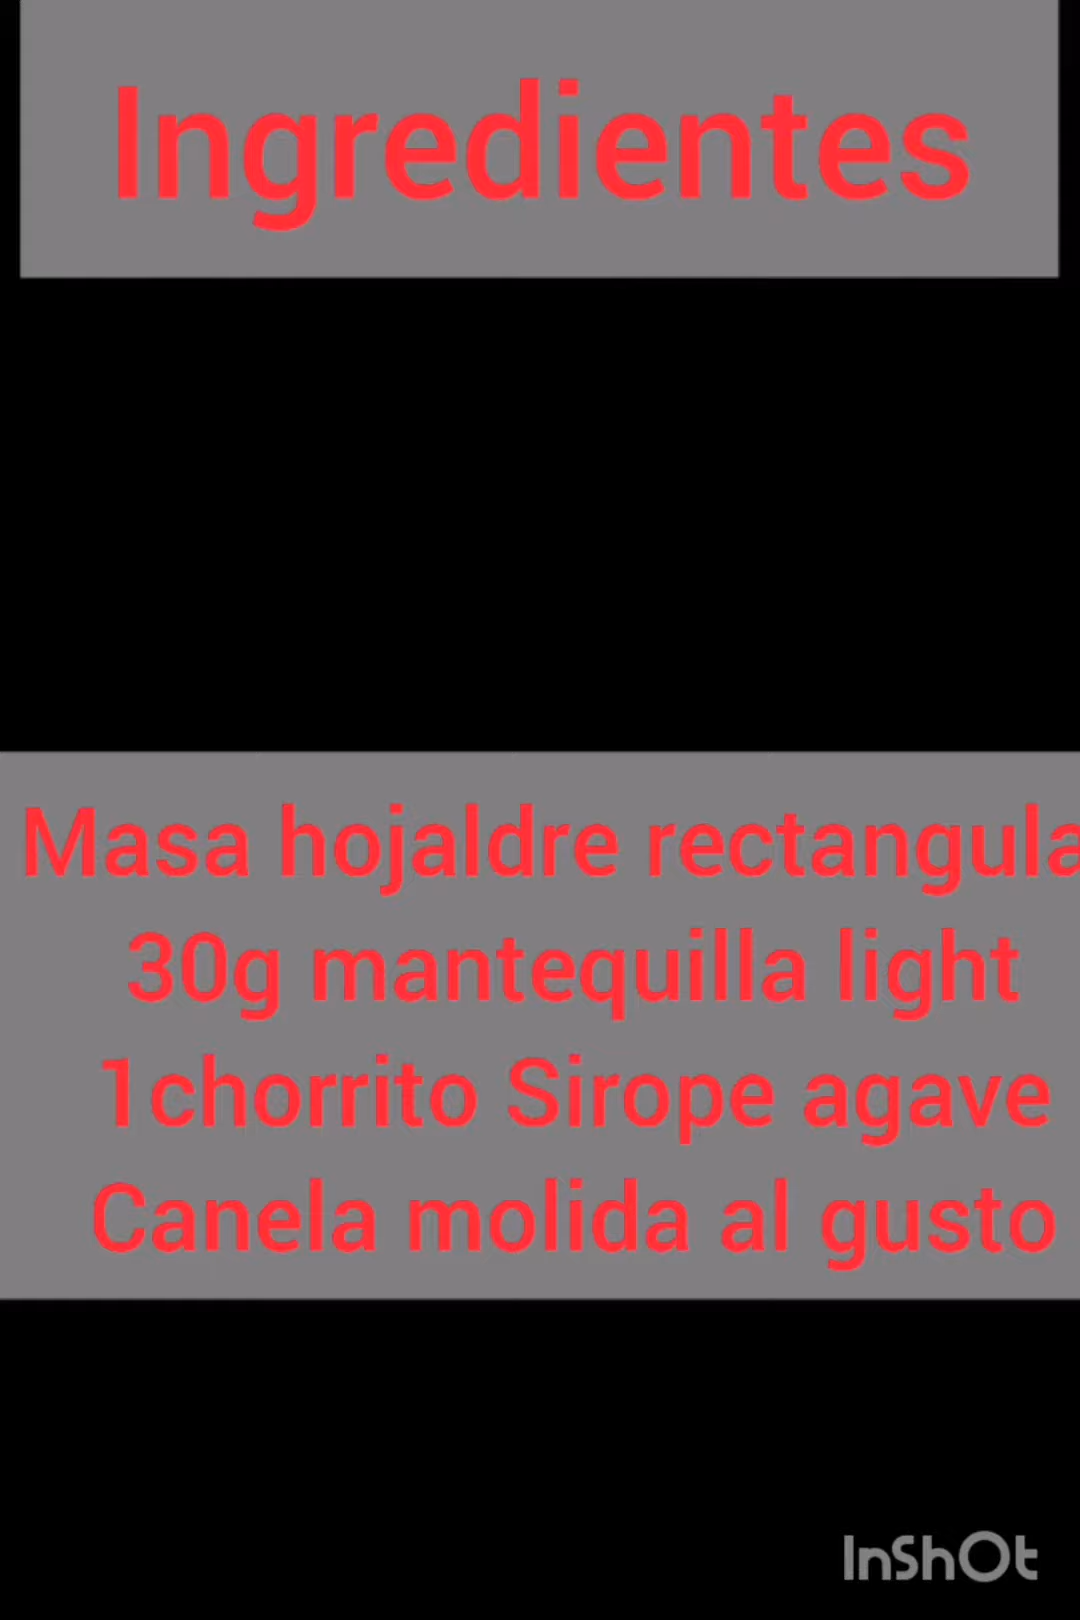 Ingredientes
Masa hojaldre rectangula
30g mantequilla light
1chorrito Sirope agave
Canela molida al gusto
InShOt